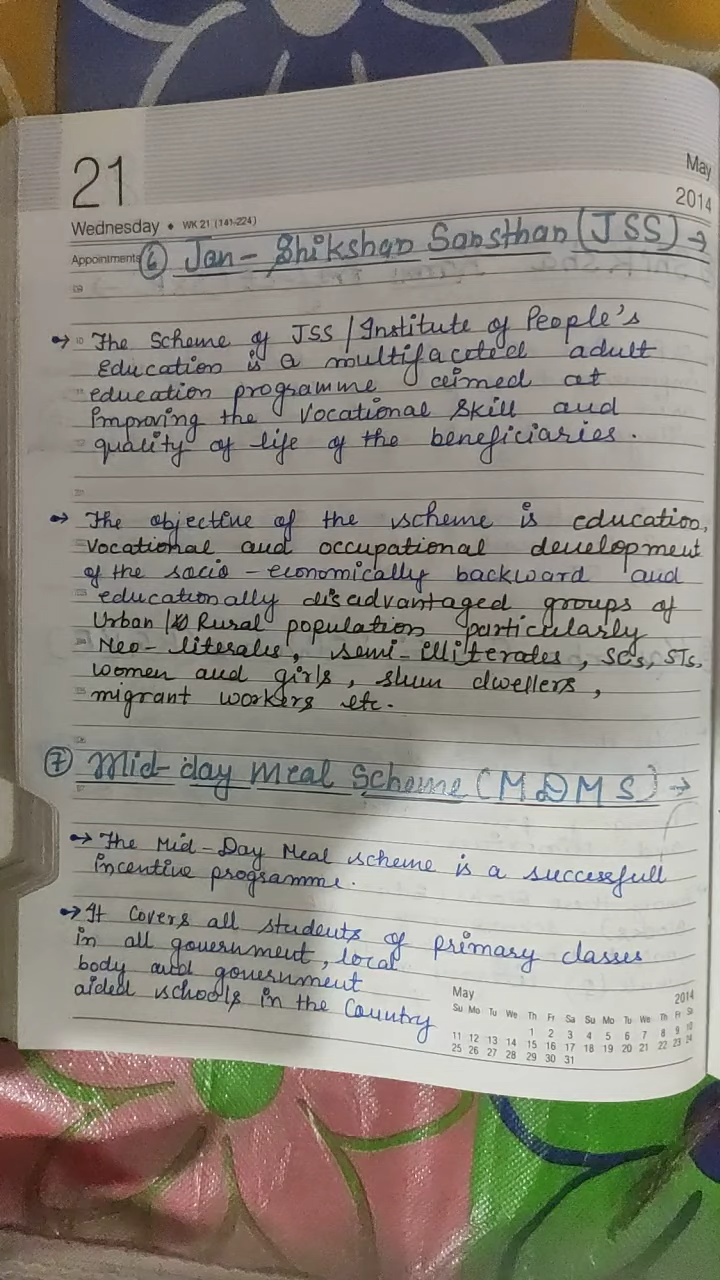 21
May
2014
Wednesday • WK 21 (141-224)
Appointments
⑥ Jan - Shikshan Sansthan (JSS) →
→ The Scheme of JSS / Institute of People's
Education is a multifaceted adult
education programme aimed at
improving the vocational skill and
quality of life of the beneficiaries.
→ The objective of the scheme is education,
vocational and occupational development
of the socio - economically backward and
educationally disadvantaged groups of
Urban / Rural population particularly
Neo - literates, semi - illiterades, SCs, STs,
women and girls, slum dwellers,
migrant workers etc.
⑦ Mid-day Meal Scheme (MDMS) →
→ The Mid-Day Meal scheme is a successfull
incentive programme.
→ It covers all students of primary classes
in all government, local
body and government
aided schools in the Country
May 2014
Su Mo Tu We Th Fr Sa Su Mo Tu We Th Fr Sa
1 2 3 4 5 6 7 8 9 10
11 12 13 14 15 16 17 18 19 20 21 22 23 24
25 26 27 28 29 30 31